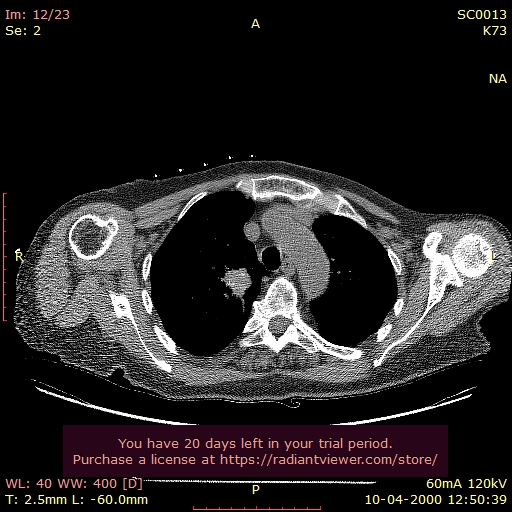 Im: 12/23
Se: 2
A
SC0013
K73
NA
R
L
You have 20 days left in your trial period.
Purchase a license at https://radiantviewer.com/store/
WL: 40 WW: 400 [D]
T: 2.5mm L: -60.0mm
P
60mA 120kV
10-04-2000 12:50:39